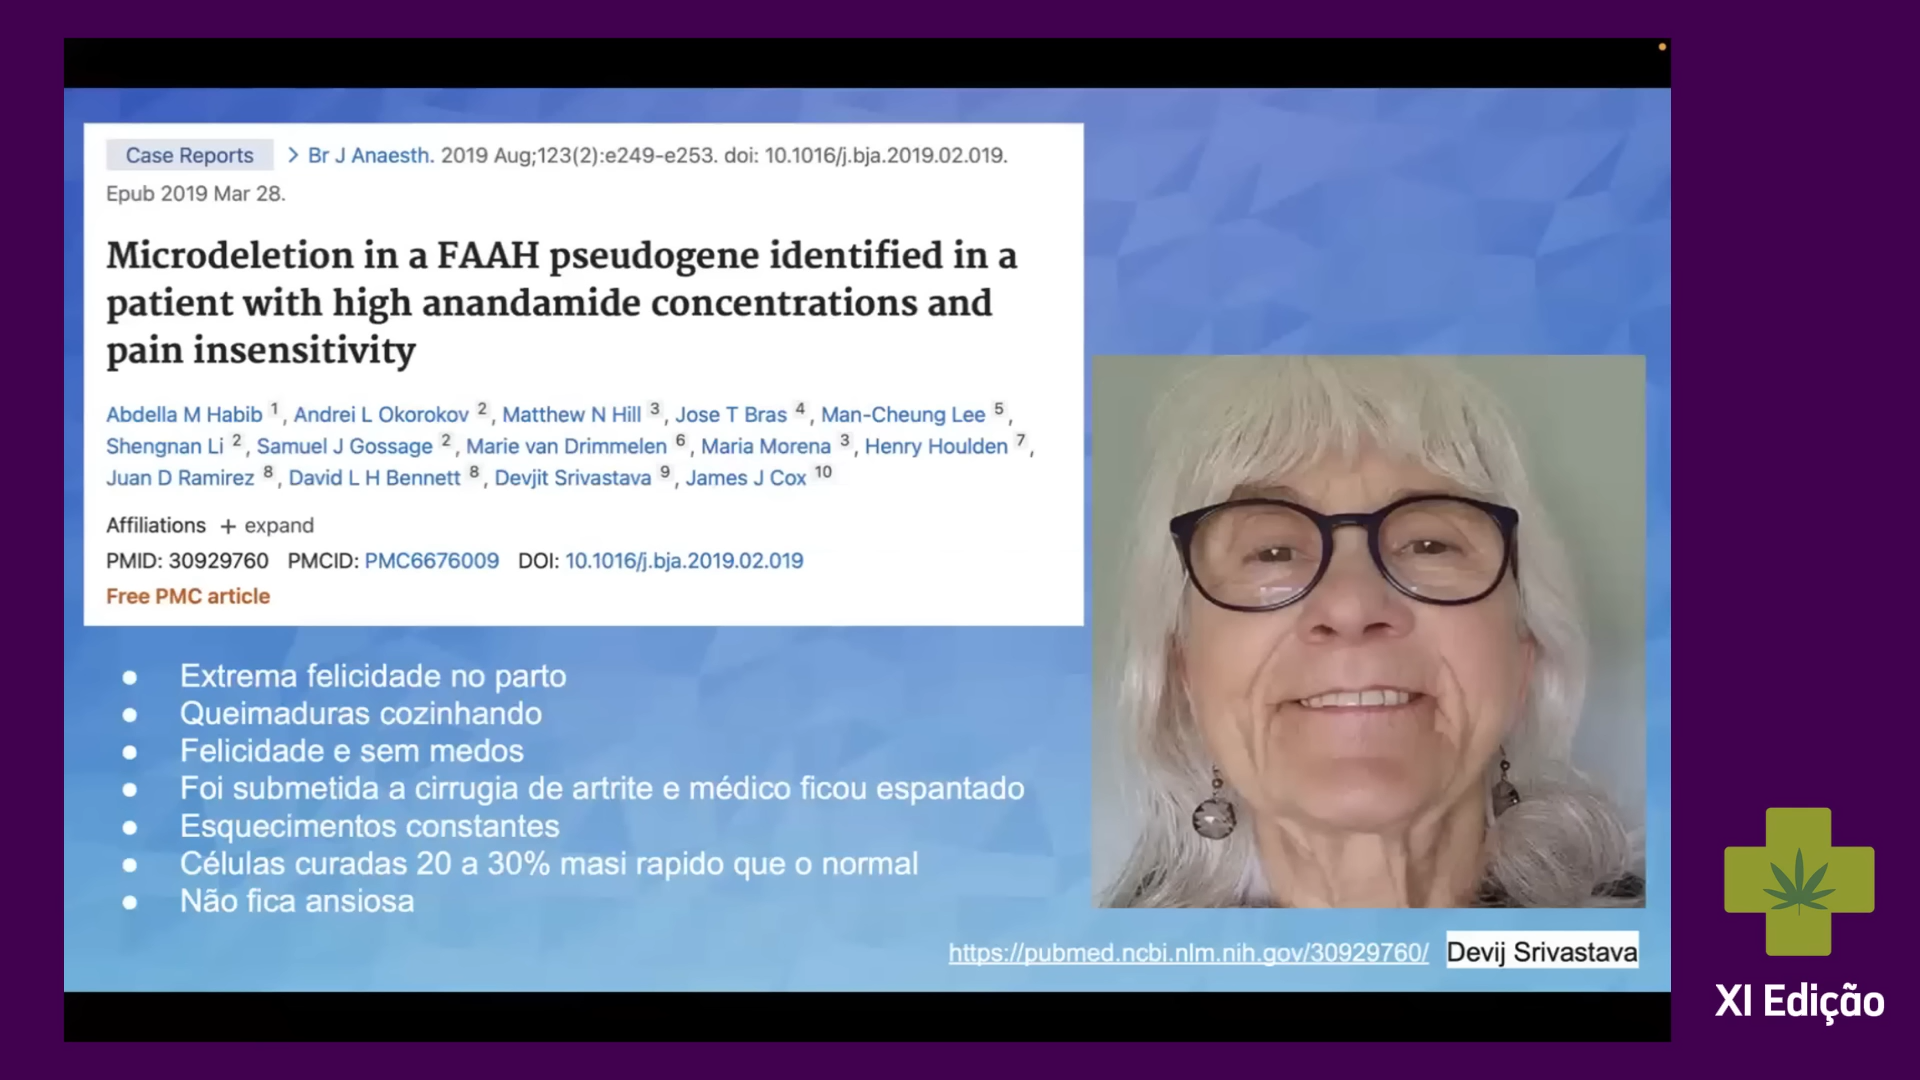 Case Reports > Br J Anaesth. 2019 Aug;123(2):e249-e253. doi: 10.1016/j.bja.2019.02.019.
Epub 2019 Mar 28.
Microdeletion in a FAAH pseudogene identified in a
patient with high anandamide concentrations and
pain insensitivity
Abdella M Habib 1, Andrei L Okorokov 2, Matthew N Hill 3, Jose T Bras 4, Man-Cheung Lee 5,
Shengnan Li 2, Samuel J Gossage 2, Marie van Drimmelen 6, Maria Morena 3, Henry Houlden 7,
Juan D Ramirez 8, David L H Bennett 8, Devjit Srivastava 9, James J Cox 10
Affiliations + expand
PMID: 30929760 PMCID: PMC6676009 DOI: 10.1016/j.bja.2019.02.019
Free PMC article
● Extrema felicidade no parto
● Queimaduras cozinhando
● Felicidade e sem medos
● Foi submetida a cirrugia de artrite e médico ficou espantado
● Esquecimentos constantes
● Células curadas 20 a 30% masi rapido que o normal
● Não fica ansiosa
https://pubmed.ncbi.nlm.nih.gov/30929760/ Devij Srivastava
XI Edição